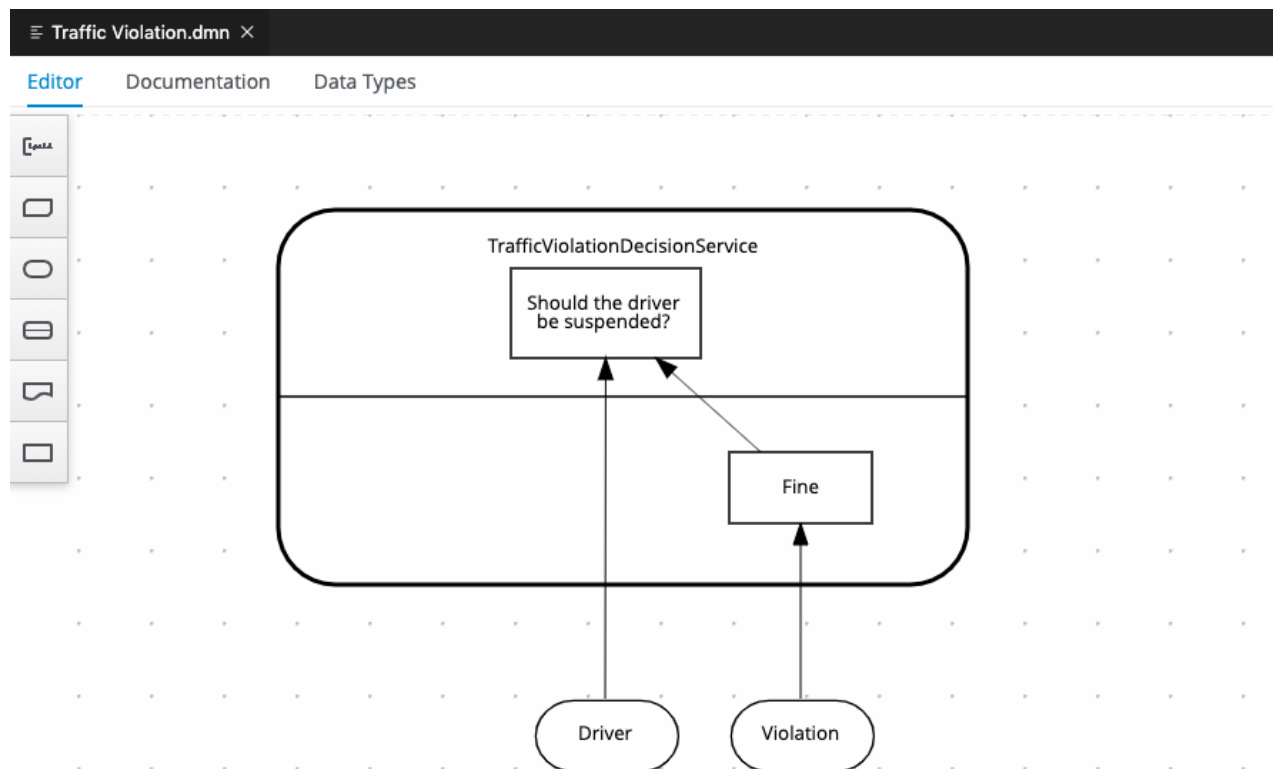 Traffic Violation.dmn
Editor Documentation Data Types
TrafficViolationDecisionService
Should the driver
be suspended?
Fine
Driver Violation